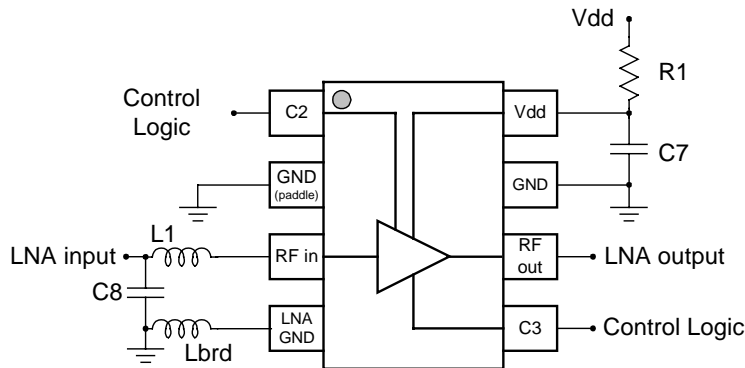 Vdd
R1
Control
Logic
C2
Vdd
C7
GND
(paddle)
GND
L1
LNA input
RF in
RF
out
LNA output
C8
LNA
GND
Lbrd
C3
Control Logic